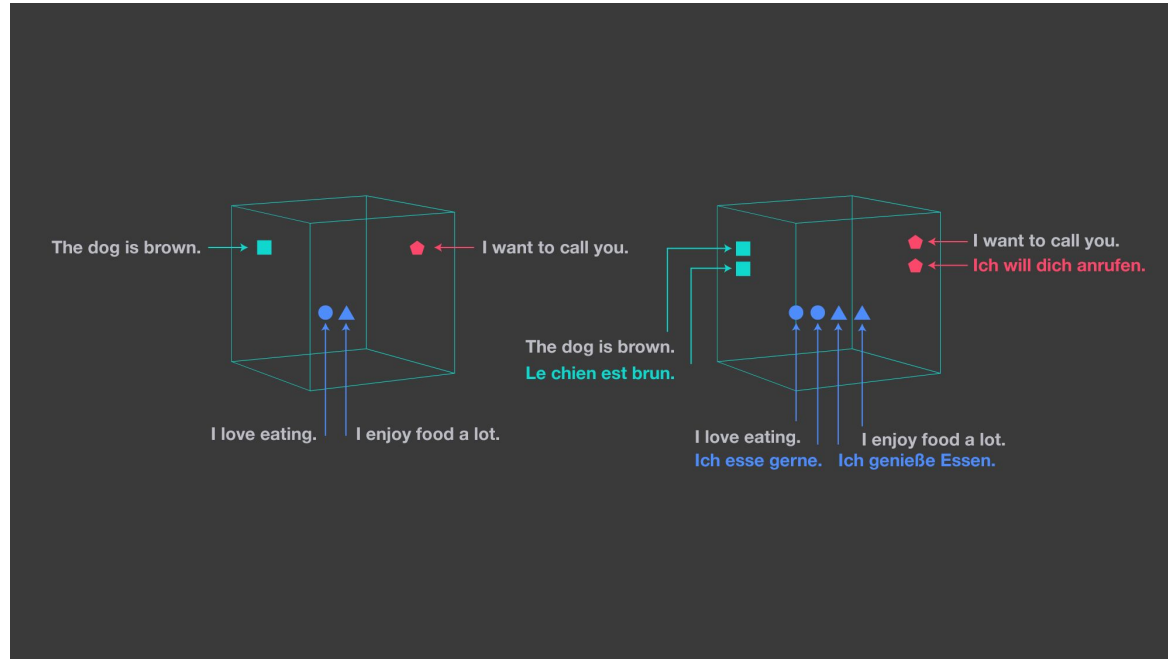 The dog is brown.
I want to call you.
I love eating.
I enjoy food a lot.
I want to call you.
Ich will dich anrufen.
The dog is brown.
Le chien est brun.
I love eating.
Ich esse gerne.
I enjoy food a lot.
Ich genieße Essen.